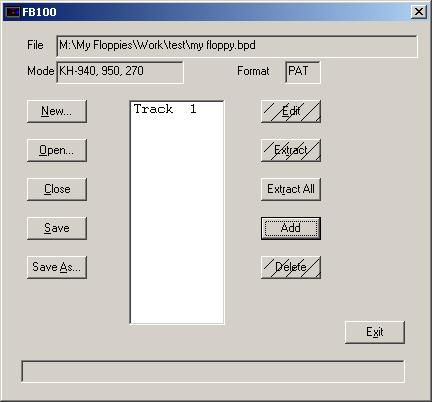 FB100
File M:\My Floppies\Work\test\my floppy.bpd
Mode KH-940, 950, 270 Format PAT
New... Track 1 Edit
Open... Extract
Close Extract All
Save Add
Save As... Delete
Exit